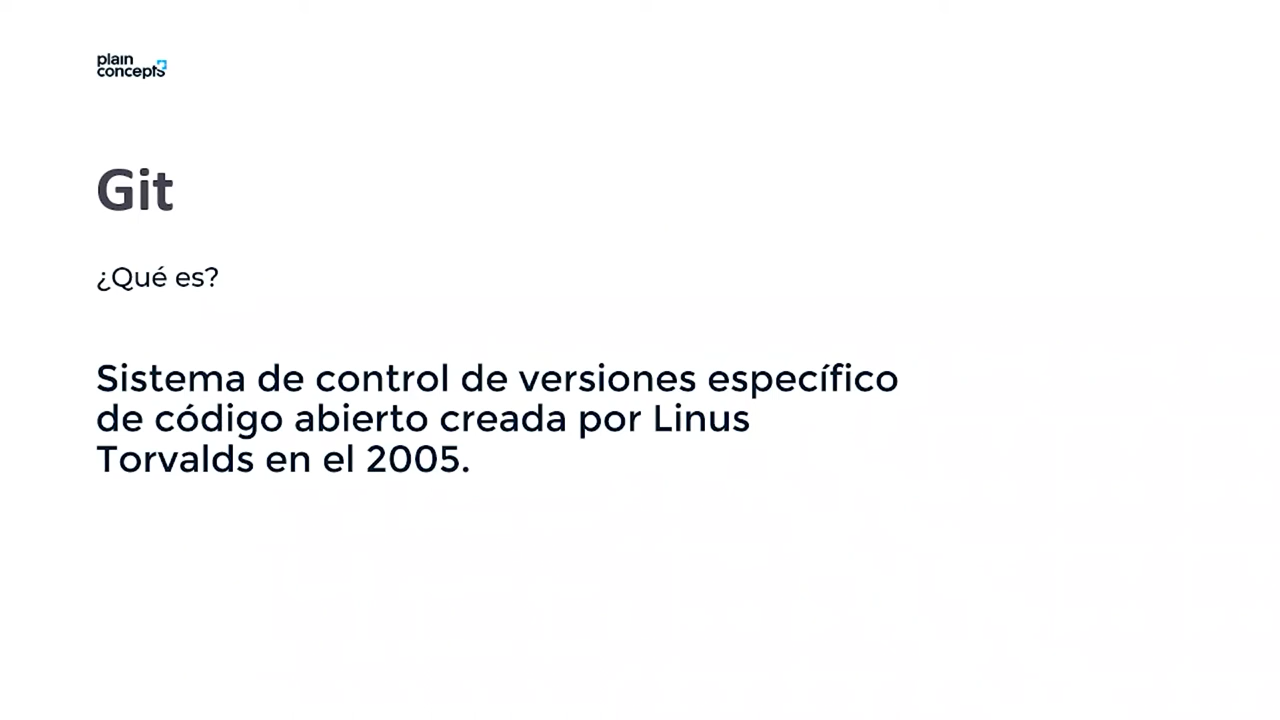 plain
concepts
Git
¿Qué es?
Sistema de control de versiones específico
de código abierto creada por Linus
Torvalds en el 2005.